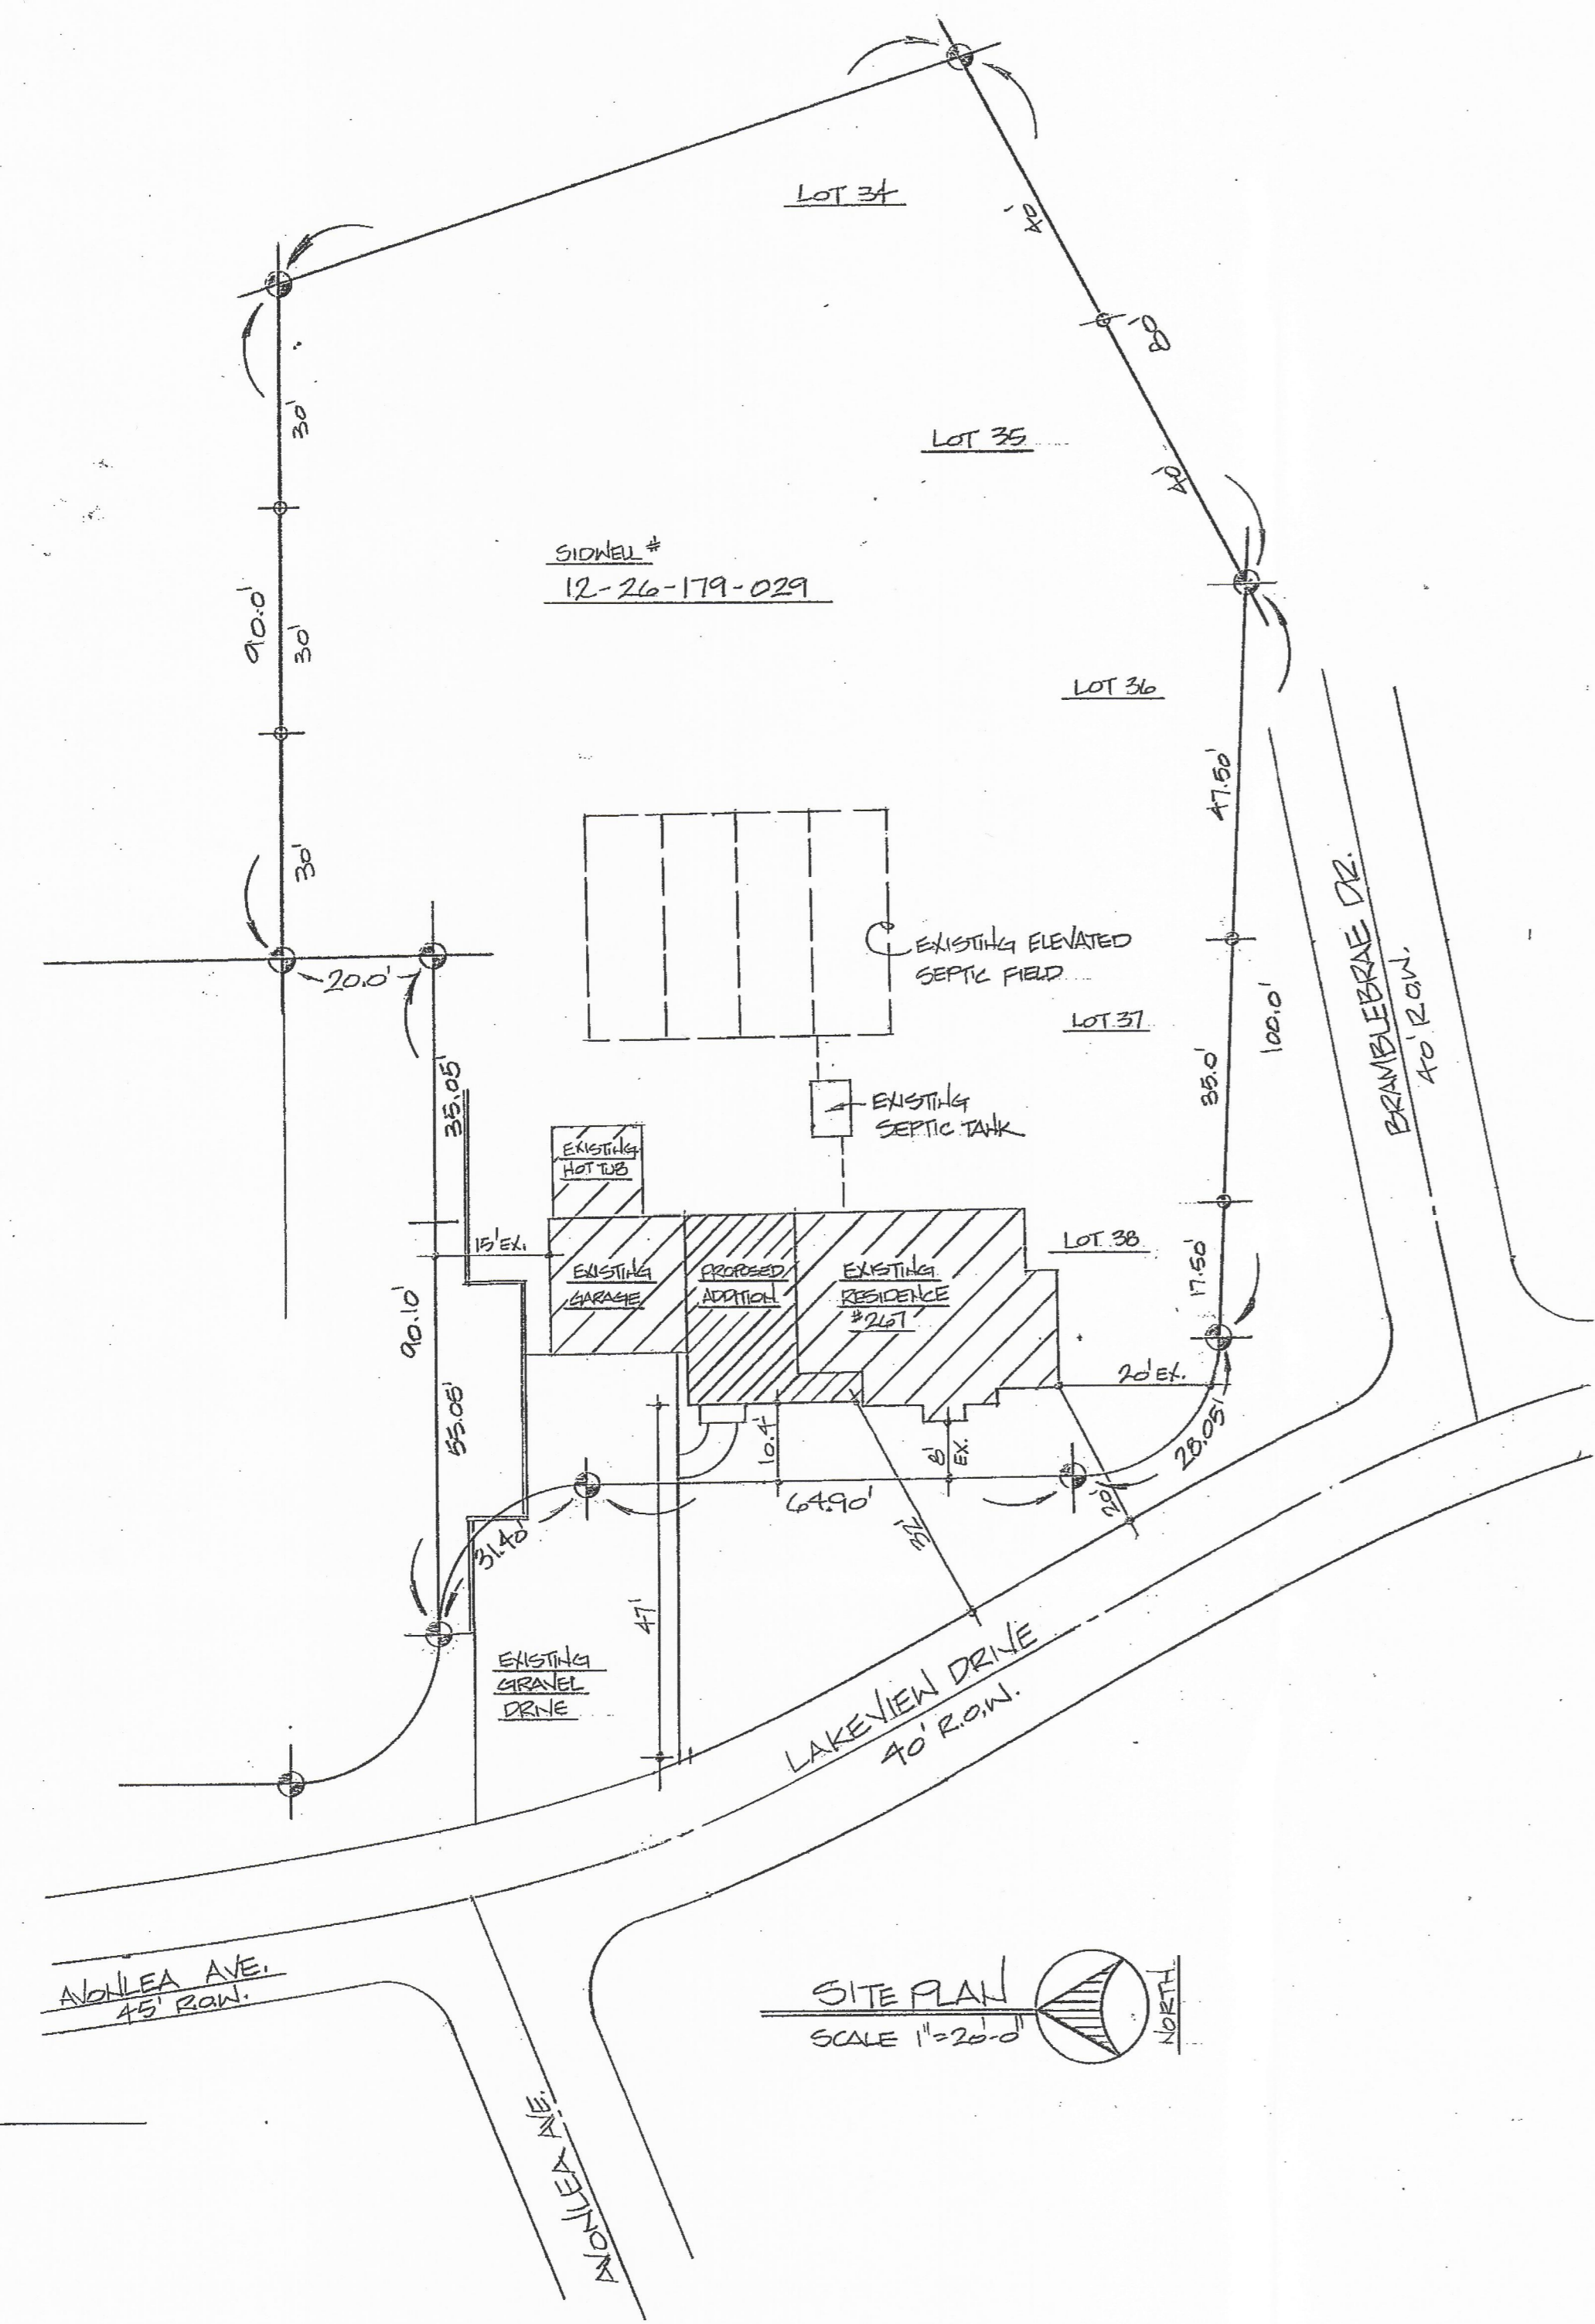 LOT 34
40'
80'
30'
LOT 35
40'
SIDWELL #
12-26-179-029
90.0'
30'
LOT 36
47.50'
30'
EXISTING ELEVATED
SEPTIC FIELD
BRAMBLEBRAE DR.
40' R.O.W.
20.0'
LOT 37
100.0'
35.0'
35.05'
EXISTING
SEPTIC TANK
EXISTING
HOT TUB
15' EX.
LOT 38
17.50'
EXISTING
GARAGE
PROPOSED
ADDITION
EXISTING
RESIDENCE
#267
90.10'
20' EX.
55.05'
10.4'
8'
EX.
28.05'
64.90'
20'
31.40'
32'
47'
EXISTING
GRAVEL
DRIVE
LAKEVIEW DRIVE
40' R.O.W.
AVONLEA AVE.
45' R.O.W.
SITE PLAN
SCALE 1"=20'-0"
NORTH
AVONLEA AVE.